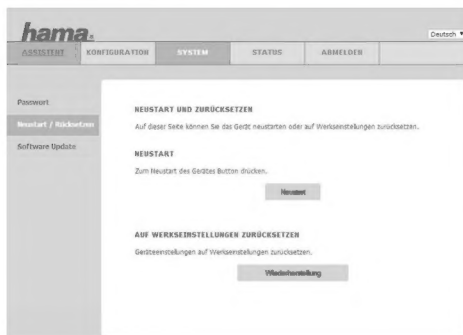 hama.
Deutsch
ASSISTENT KONFIGURATION SYSTEM STATUS ABMELDEN
Passwort
Neustart / Rücksetzen
Software Update
NEUSTART UND ZURÜCKSETZEN
Auf dieser Seite können Sie das Gerät neustarten oder auf Werkseinstellungen zurücksetzen.
NEUSTART
Zum Neustart des Gerätes Button drücken.
Neustart
AUF WERKSEINSTELLUNGEN ZURÜCKSETZEN
Geräteeinstellungen auf Werkseinstellungen zurücksetzen.
Wiederherstellung